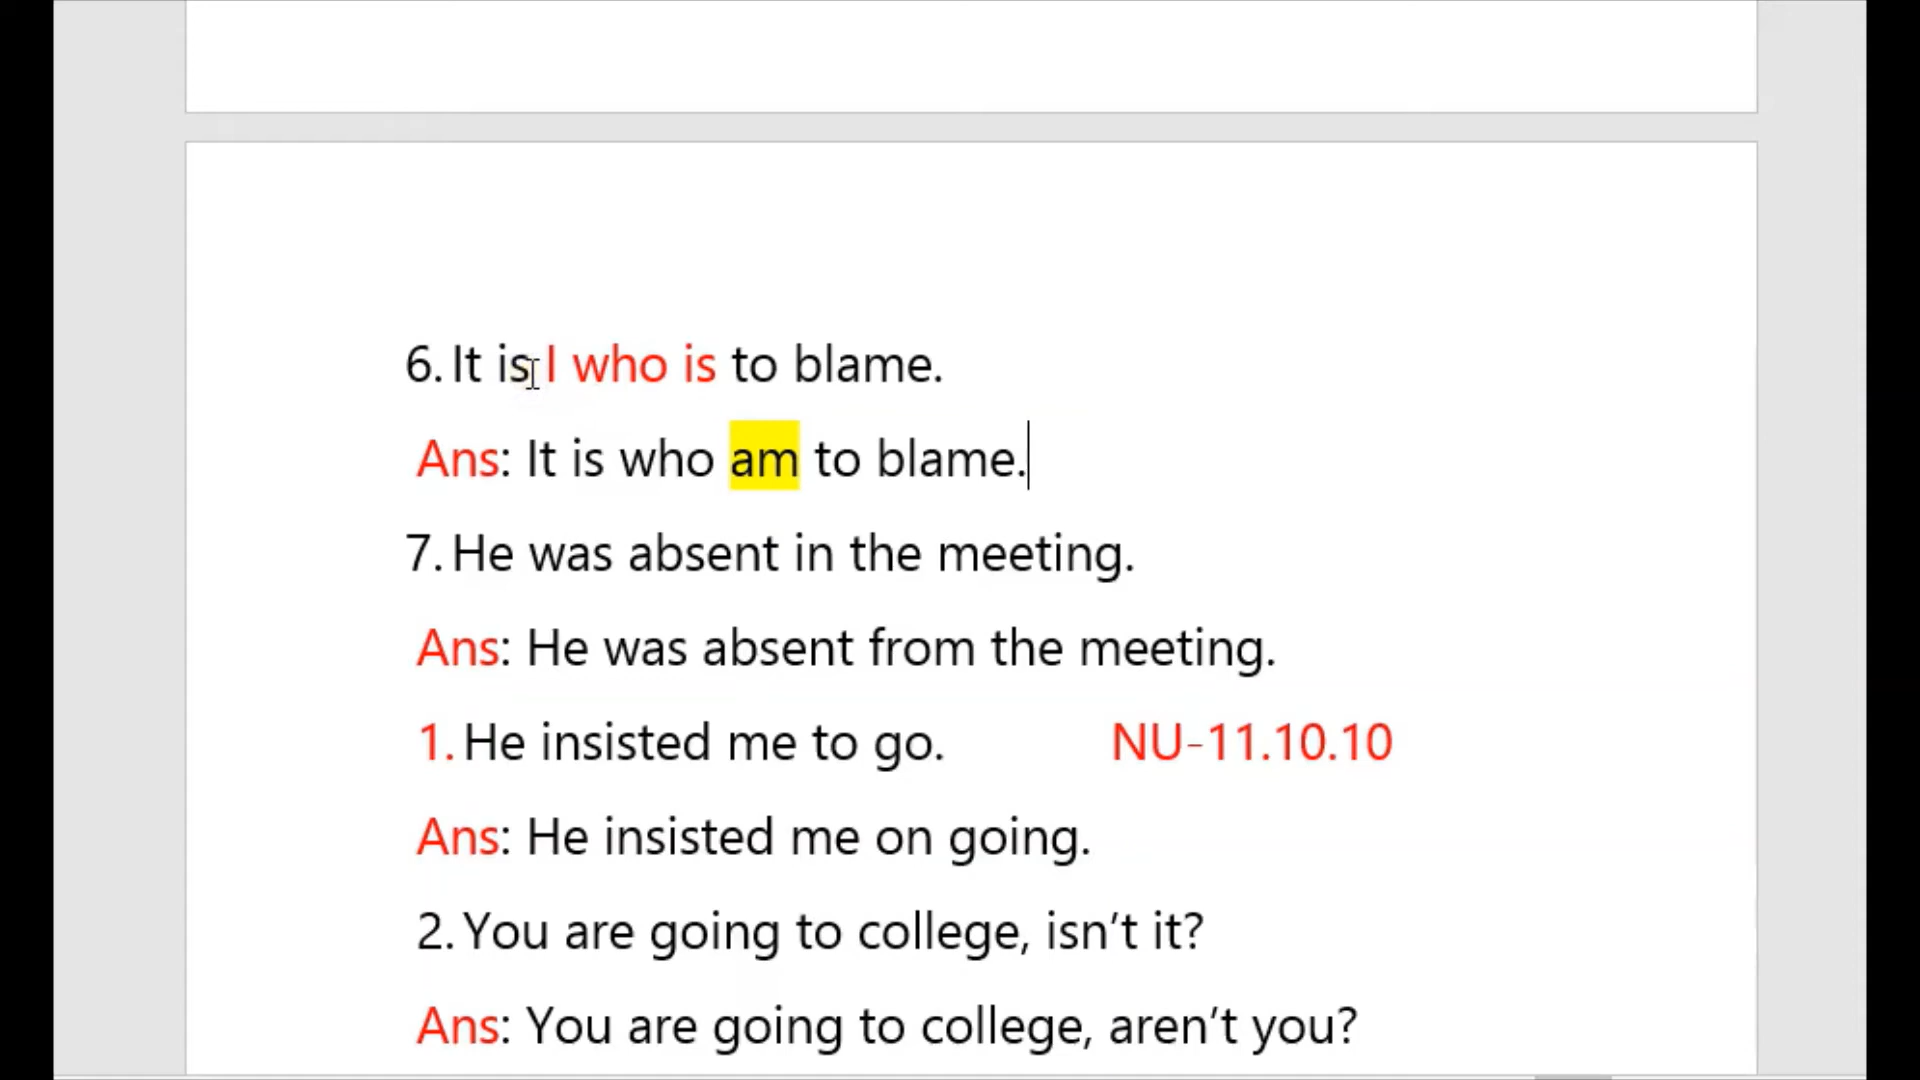 6. It is I who is to blame.
Ans: It is who am to blame.
7. He was absent in the meeting.
Ans: He was absent from the meeting.
1. He insisted me to go. NU-11.10.10
Ans: He insisted me on going.
2. You are going to college, isn’t it?
Ans: You are going to college, aren’t you?